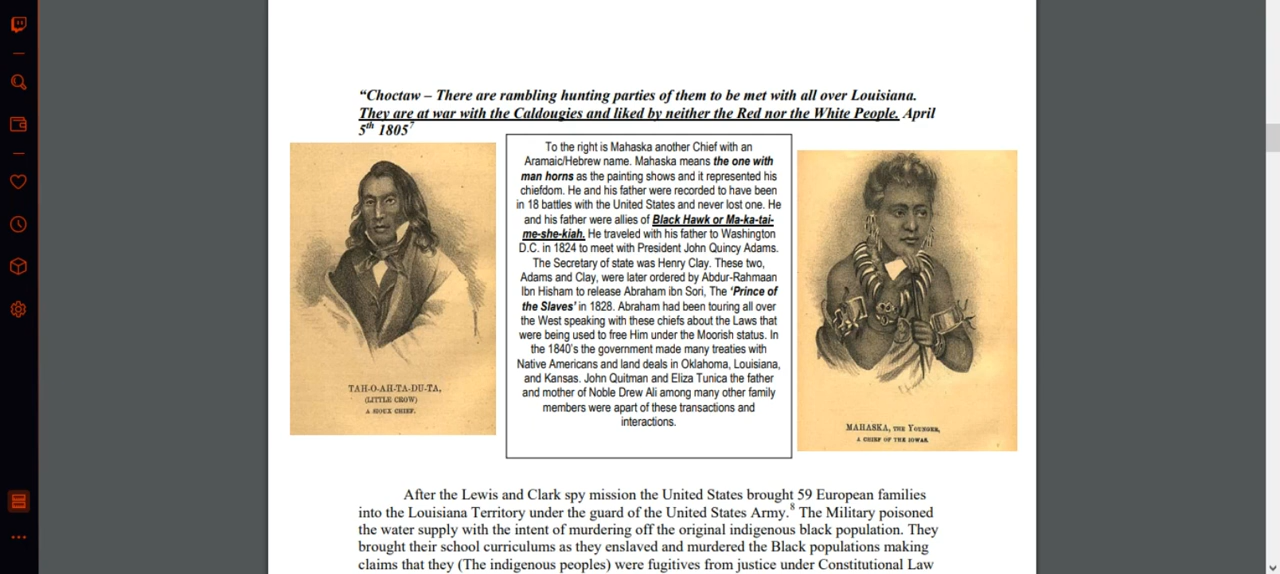 “Choctaw – There are rambling hunting parties of them to be met with all over Louisiana.
They are at war with the Caldougies and liked by neither the Red nor the White People. April
5th 18057
To the right is Mahaska another Chief with an
Aramaic/Hebrew name. Mahaska means the one with
man horns as the painting shows and it represented his
chiefdom. He and his father were recorded to have been
in 18 battles with the United States and never lost one. He
and his father were allies of Black Hawk or Ma-ka-tai-
me-she-kiah. He traveled with his father to Washington
D.C. in 1824 to meet with President John Quincy Adams.
The Secretary of state was Henry Clay. These two,
Adams and Clay, were later ordered by Abdur-Rahmaan
Ibn Hisham to release Abraham ibn Sori, The ‘Prince of
the Slaves’ in 1828. Abraham had been touring all over
the West speaking with these chiefs about the Laws that
were being used to free Him under the Moorish status. In
the 1840’s the government made many treaties with
Native Americans and land deals in Oklahoma, Louisiana,
and Kansas. John Quitman and Eliza Tunica the father
and mother of Noble Drew Ali among many other family
members were apart of these transactions and
interactions.
TAH-O-AH-TA-DU-TA,
(LITTLE CROW)
A SIOUX CHIEF.
MAHASKA, THE YOUNGER,
A CHIEF OF THE IOWAS.
After the Lewis and Clark spy mission the United States brought 59 European families
into the Louisiana Territory under the guard of the United States Army.8 The Military poisoned
the water supply with the intent of murdering off the original indigenous black population. They
brought their school curriculums as they enslaved and murdered the Black populations making
claims that they (The indigenous peoples) were fugitives from justice under Constitutional Law